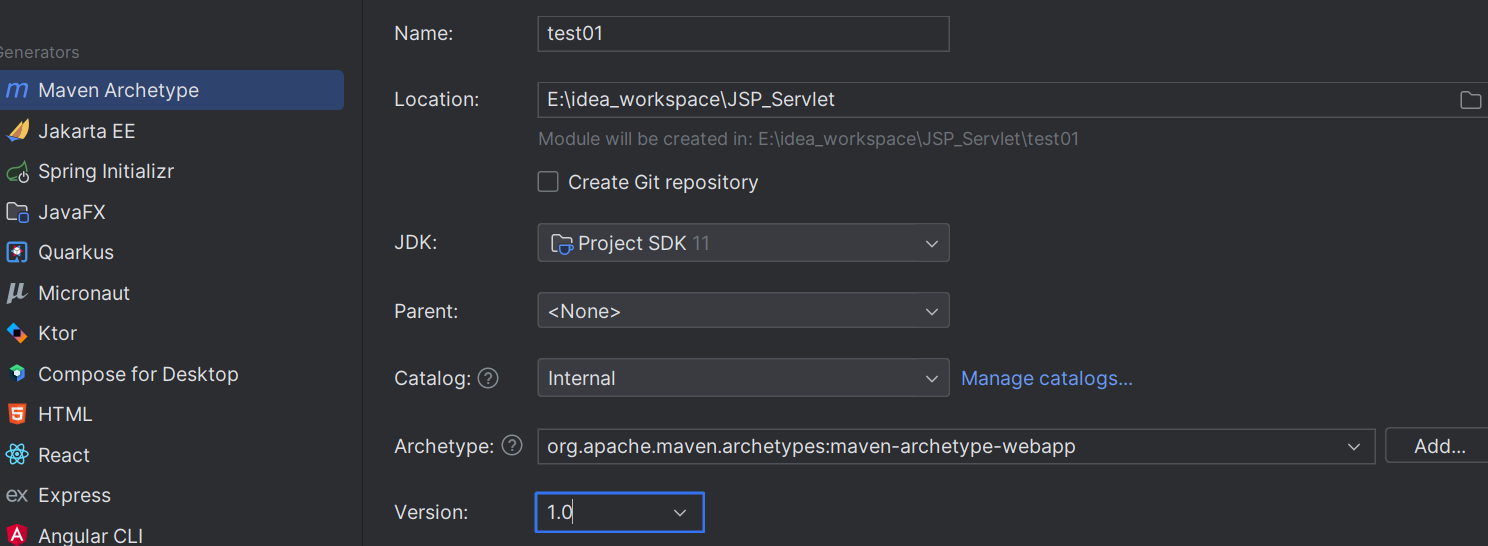 Generators
Maven Archetype
Jakarta EE
Spring Initializr
JavaFX
Quarkus
Micronaut
Ktor
Compose for Desktop
HTML
React
ex Express
Angular CLI
Name: test01
Location: E:\idea_workspace\JSP_Servlet
Module will be created in: E:\idea_workspace\JSP_Servlet\test01
Create Git repository
JDK: Project SDK 11
Parent: <None>
Catalog: ? Internal Manage catalogs...
Archetype: ? org.apache.maven.archetypes:maven-archetype-webapp Add...
Version: 1.0